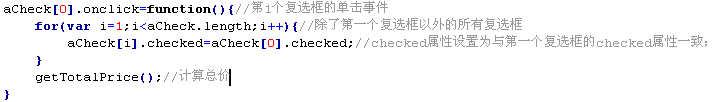 aCheck[0].onclick=function(){//第1个复选框的单击事件
for(var i=1;i<aCheck.length;i++){//除了第一个复选框以外的所有复选框
aCheck[i].checked=aCheck[0].checked;//checked属性设置为与第一个复选框的checked属性一致;
}
getTotalPrice();//计算总价
}